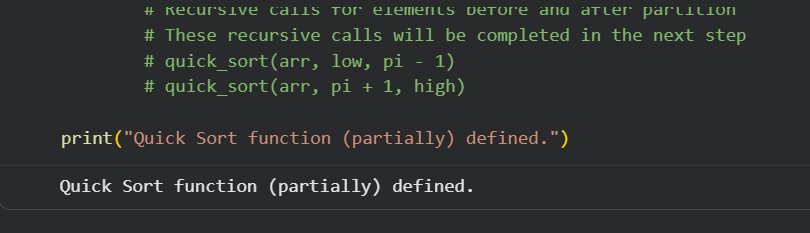 # Recursive calls for elements before and after partition
# These recursive calls will be completed in the next step
# quick_sort(arr, low, pi - 1)
# quick_sort(arr, pi + 1, high)
print("Quick Sort function (partially) defined.")
Quick Sort function (partially) defined.